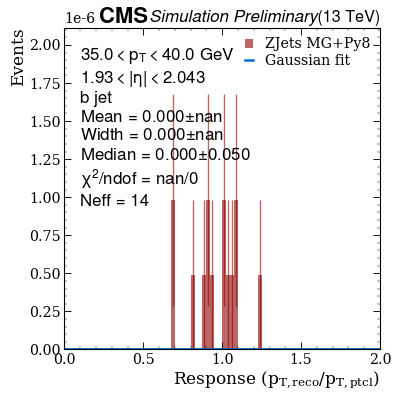 1e-6 CMS Simulation Preliminary (13 TeV)
Events
2.00
1.75
1.50
1.25
1.00
0.75
0.50
0.25
0.00
35.0<p_T<40.0 GeV
1.93<|η|<2.043
b jet
Mean = 0.000±nan
Width = 0.000±nan
Median = 0.000±0.050
χ²/ndof = nan/0
Neff = 14
ZJets MG+Py8
Gaussian fit
0.0 0.5 1.0 1.5 2.0
Response (p_T,reco/p_T,ptcl)